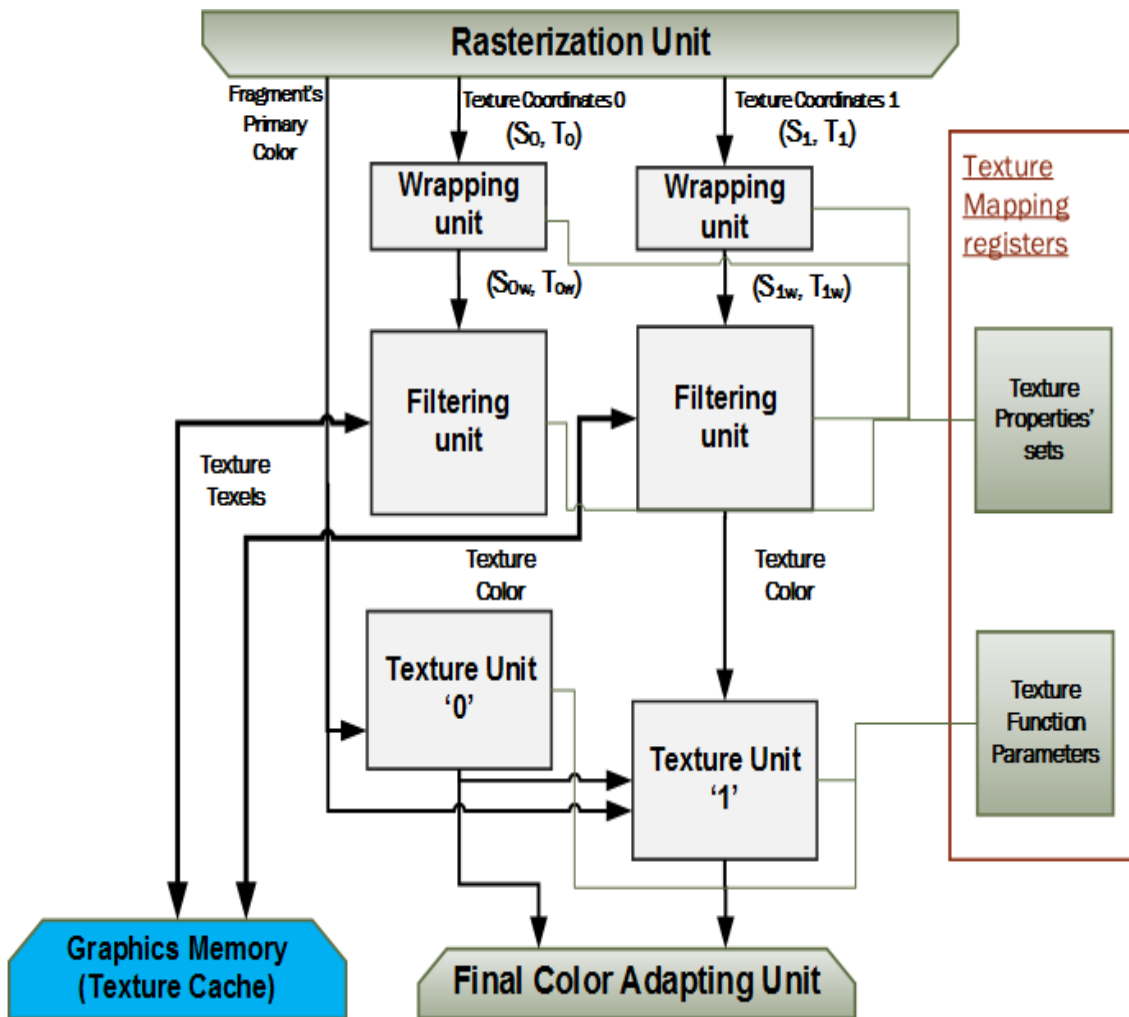 Rasterization Unit
Fragment's
Primary
Color
Texture Coordinates 0
(S0, T0)
Texture Coordinates 1
(S1, T1)
Texture
Mapping
registers
Wrapping
unit
Wrapping
unit
(S0w, T0w)
(S1w, T1w)
Filtering
unit
Filtering
unit
Texture
Properties'
sets
Texture
Texels
Texture
Color
Texture
Color
Texture Unit
‘0’
Texture Unit
‘1’
Texture
Function
Parameters
Graphics Memory
(Texture Cache)
Final Color Adapting Unit